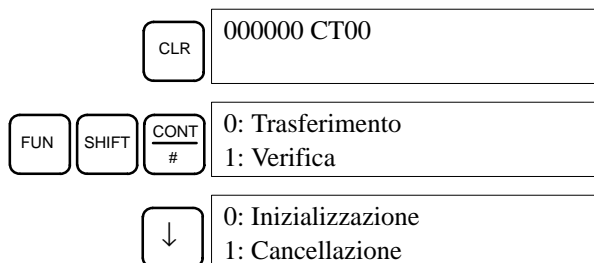 CLR
000000 CT00
FUN SHIFT CONT #
0: Trasferimento
1: Verifica
↓
0: Inizializzazione
1: Cancellazione